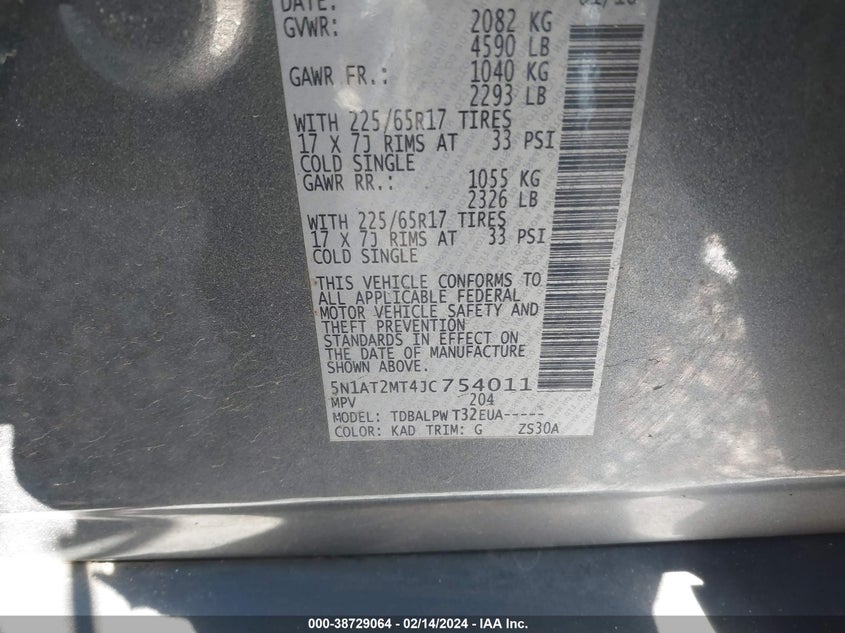 DATE:
GVWR: 2082 KG
4590 LB
GAWR FR.: 1040 KG
2293 LB
WITH 225/65R17 TIRES
17 X 7J RIMS AT 33 PSI
COLD SINGLE
GAWR RR.: 1055 KG
2326 LB
WITH 225/65R17 TIRES
17 X 7J RIMS AT 33 PSI
COLD SINGLE
THIS VEHICLE CONFORMS TO
ALL APPLICABLE FEDERAL
MOTOR VEHICLE SAFETY AND
THEFT PREVENTION
STANDARDS IN EFFECT ON
THE DATE OF MANUFACTURE
SHOWN ABOVE.
5N1AT2MT4JC754011
MPV 204
MODEL: TDBALPW T32EUA-----
COLOR: KAD TRIM: G ZS30A
000-38729064 - 02/14/2024 - IAA Inc.